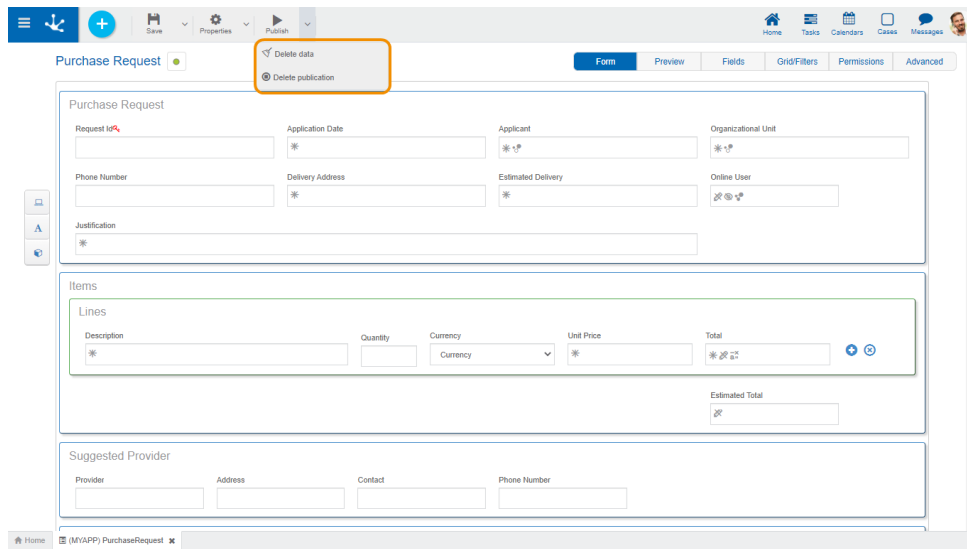 Save
Properties
Publish
Home
Tasks
Calendars
Cases
Messages
Delete data
Delete publication
Purchase Request
Form
Preview
Fields
Grid/Filters
Permissions
Advanced
Purchase Request
Request Id
Application Date
Applicant
Organizational Unit
Phone Number
Delivery Address
Estimated Delivery
Online User
A
Justification
Items
Lines
Description
Quantity
Currency
Unit Price
Total
Currency
Estimated Total
Suggested Provider
Provider
Address
Contact
Phone Number
Home
(MYAPP) PurchaseRequest